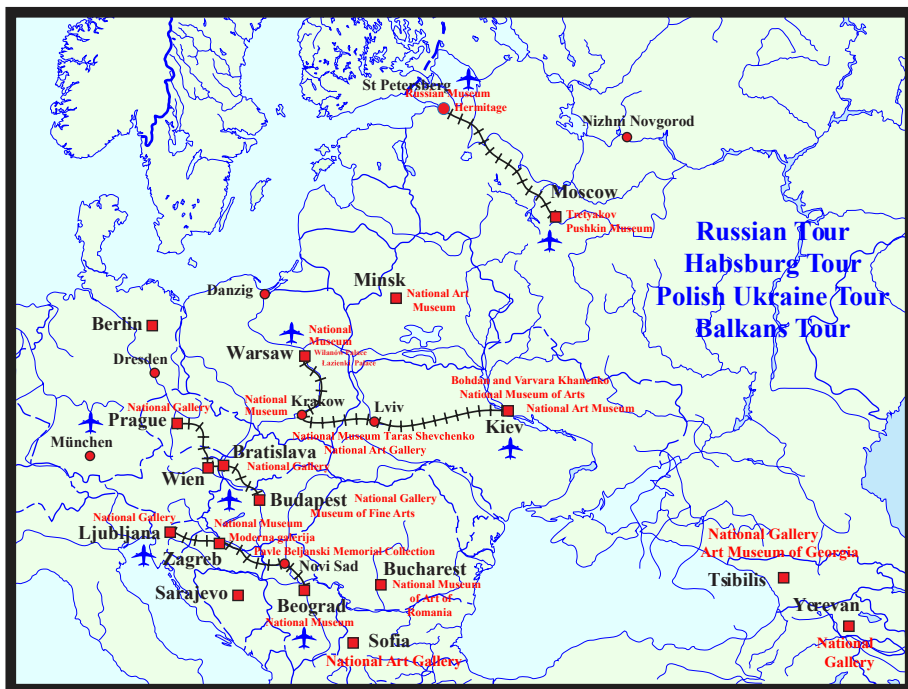 St Petersberg
Russian Museum
Hermitage
Nizhni Novgorod
Moscow
Tretyakov
Pushkin Museum
Russian Tour
Habsburg Tour
Polish Ukraine Tour
Balkans Tour
Minsk
National Art
Museum
Danzig
Berlin
National
Museum
Warsaw
Wilanów Palace
Lazienki Palace
Dresden
Bohdan and Varvara Khanenko
National Museum of Arts
National Art Museum
Kiev
National
Museum
Krakow
Lviv
National Museum Taras Shevchenko
National Art Gallery
National Gallery
Prague
München
Bratislava
National Gallery
Wien
Budapest
National Gallery
Museum of Fine Arts
National Gallery
Ljubljana
National Museum
Moderna galerija
Zagreb
Pavle Beljanski Memorial Collection
Novi Sad
Bucharest
National Museum
of Art of
Romania
Sarajevo
Beograd
National Museum
Sofia
National Art Gallery
National Gallery
Art Museum of Georgia
Tsibilis
Yerevan
National
Gallery